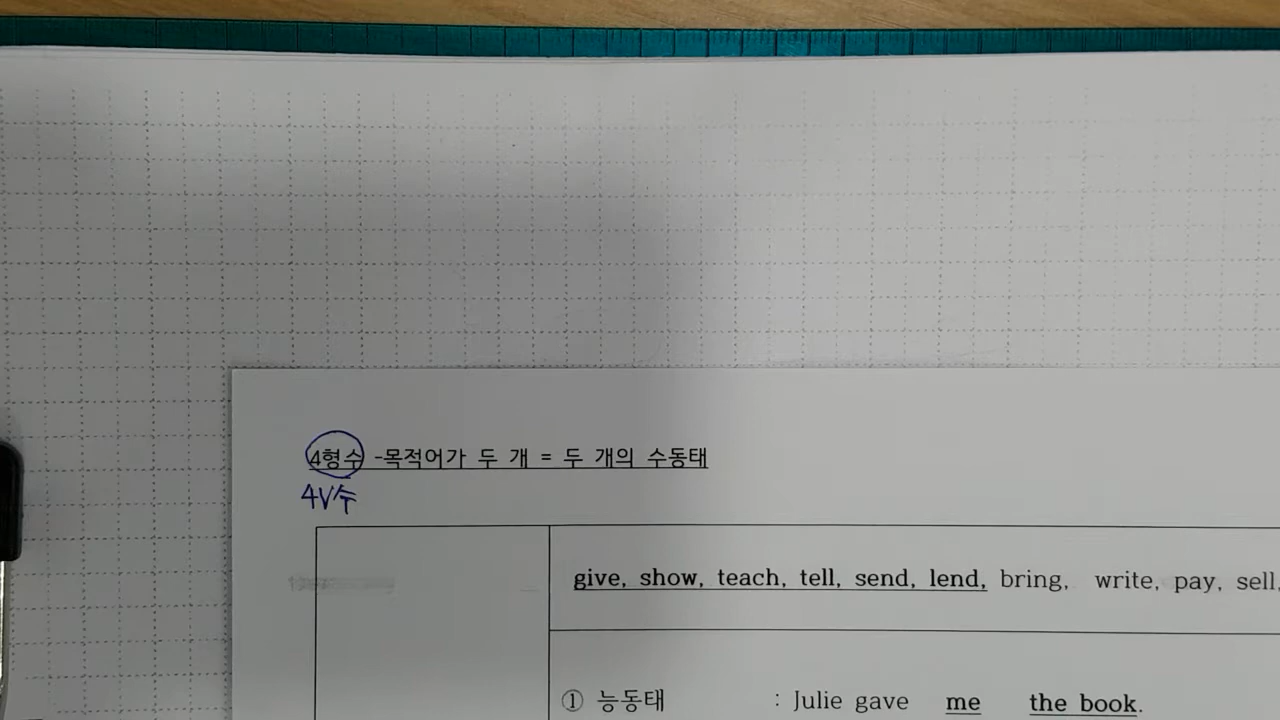 4형수 -목적어가 두 개 = 두 개의 수동태
4V수
give, show, teach, tell, send, lend, bring, write, pay, sell,
① 능동태 : Julie gave me the book.